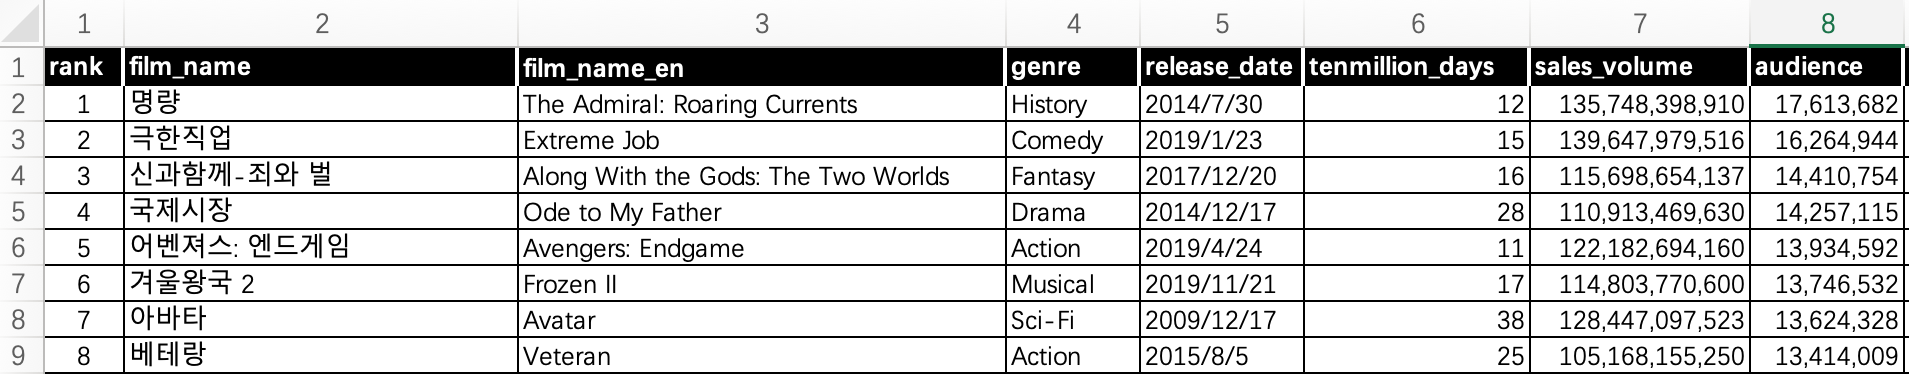 1 2 3 4 5 6 7 8
1 rank film_name film_name_en genre release_date tenmillion_days sales_volume audience
2 1 명량 The Admiral: Roaring Currents History 2014/7/30 12 135,748,398,910 17,613,682
3 2 극한직업 Extreme Job Comedy 2019/1/23 15 139,647,979,516 16,264,944
4 3 신과함께-죄와 벌 Along With the Gods: The Two Worlds Fantasy 2017/12/20 16 115,698,654,137 14,410,754
5 4 국제시장 Ode to My Father Drama 2014/12/17 28 110,913,469,630 14,257,115
6 5 어벤져스: 엔드게임 Avengers: Endgame Action 2019/4/24 11 122,182,694,160 13,934,592
7 6 겨울왕국 2 Frozen II Musical 2019/11/21 17 114,803,770,600 13,746,532
8 7 아바타 Avatar Sci-Fi 2009/12/17 38 128,447,097,523 13,624,328
9 8 베테랑 Veteran Action 2015/8/5 25 105,168,155,250 13,414,009